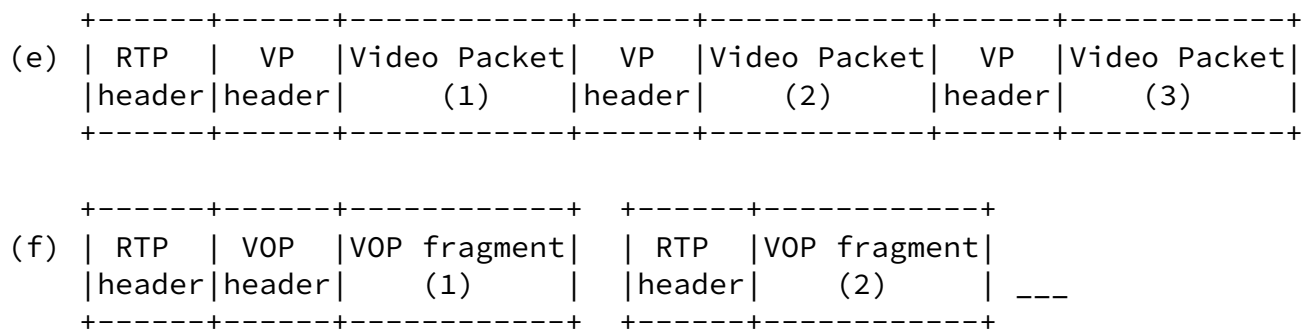 +------+------+------------+------+------------+------+------------+
(e) | RTP  |  VP  |Video Packet|  VP  |Video Packet|  VP  |Video Packet|
    |header|header|     (1)    |header|    (2)     |header|    (3)     |
    +------+------+------------+------+------------+------+------------+

    +------+------+------------+  +------+------------+
(f) | RTP  | VOP  |VOP fragment|  | RTP  |VOP fragment|
    |header|header|    (1)     |  |header|    (2)     | ___
    +------+------+------------+  +------+------------+